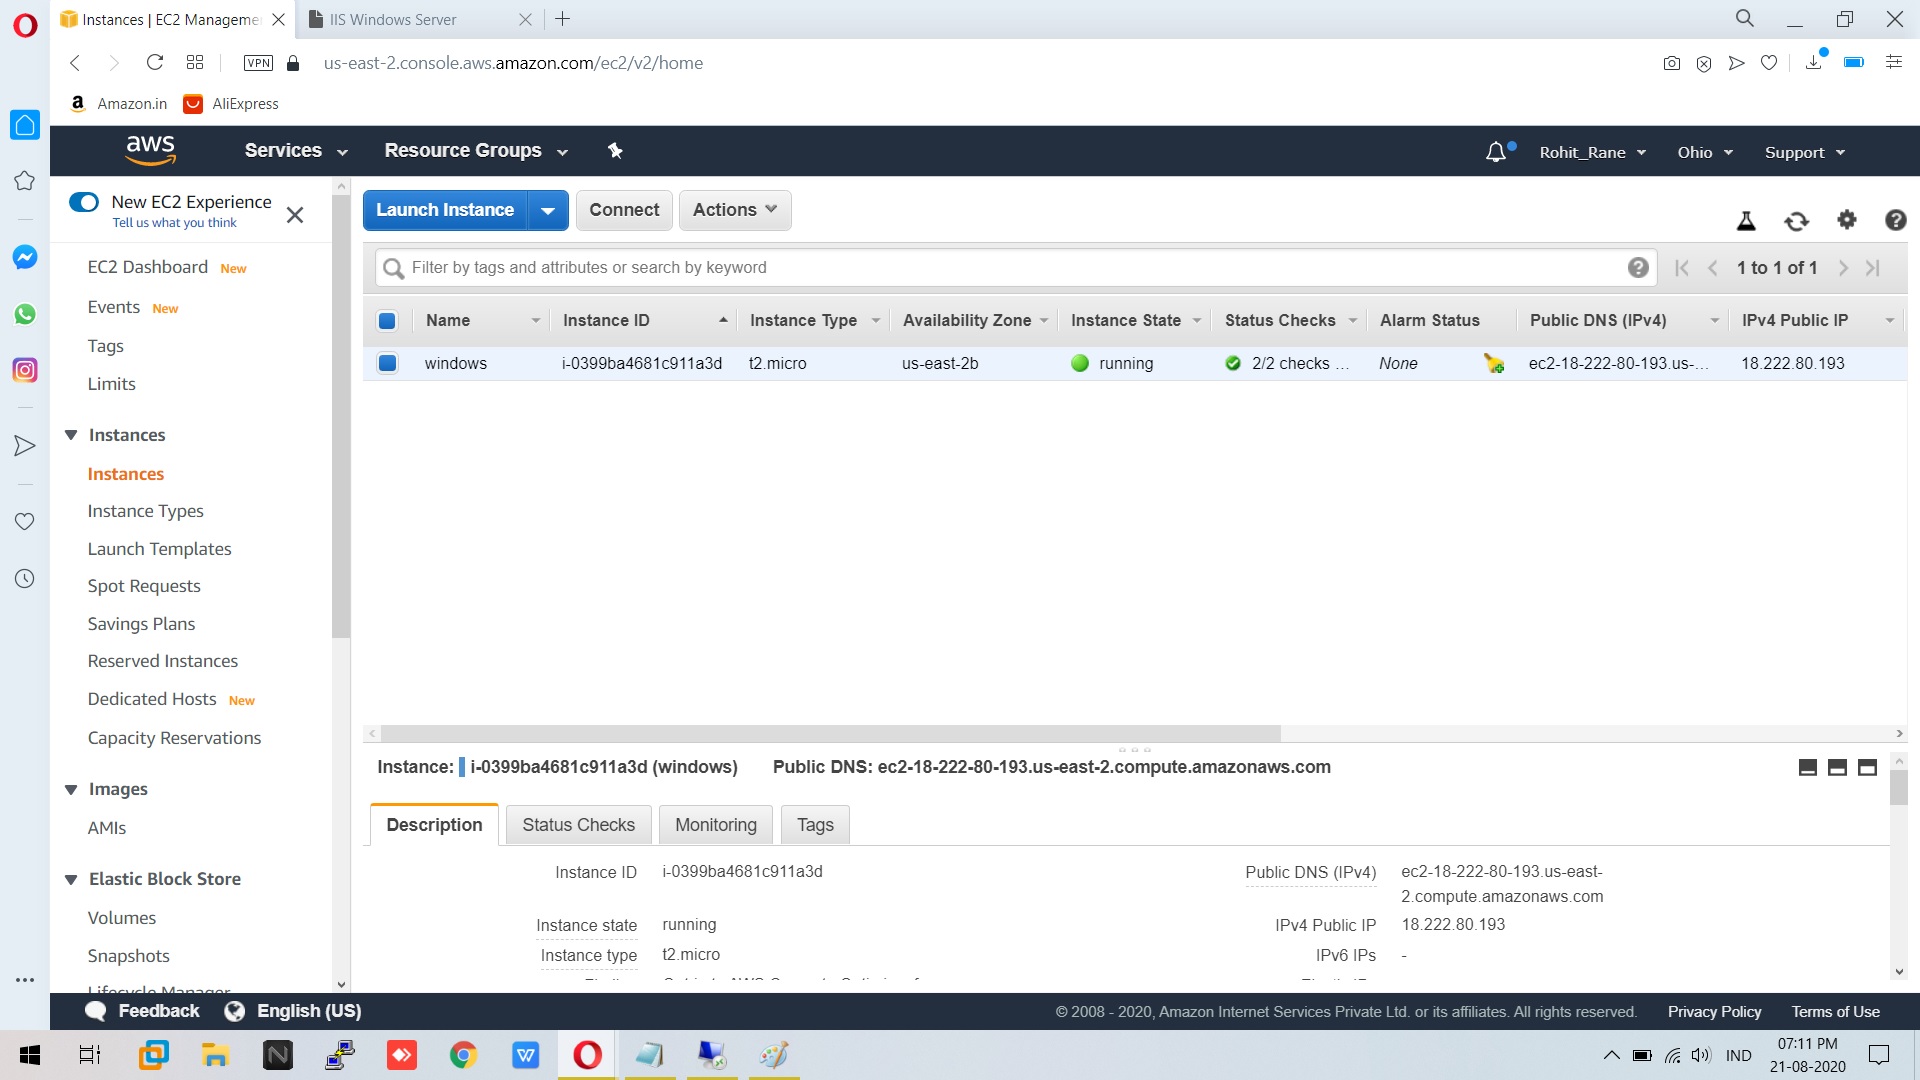 Instances | EC2 Manageme
IIS Windows Server
VPN
us-east-2.console.aws.amazon.com/ec2/v2/home
Amazon.in
AliExpress
aws
Services
Resource Groups
Rohit_Rane
Ohio
Support
New EC2 Experience
Tell us what you think
EC2 Dashboard New
Events New
Tags
Limits
Instances
Instances
Instance Types
Launch Templates
Spot Requests
Savings Plans
Reserved Instances
Dedicated Hosts New
Capacity Reservations
Images
AMIs
Elastic Block Store
Volumes
Snapshots
Lifecycle Manager
Launch Instance
Connect
Actions
Filter by tags and attributes or search by keyword
1 to 1 of 1
Name Instance ID Instance Type Availability Zone Instance State Status Checks Alarm Status Public DNS (IPv4) IPv4 Public IP
windows i-0399ba4681c911a3d t2.micro us-east-2b running 2/2 checks ... None ec2-18-222-80-193.us-... 18.222.80.193
Instance: i-0399ba4681c911a3d (windows) Public DNS: ec2-18-222-80-193.us-east-2.compute.amazonaws.com
Description
Status Checks
Monitoring
Tags
Instance ID i-0399ba4681c911a3d
Instance state running
Instance type t2.micro
Public DNS (IPv4) ec2-18-222-80-193.us-east-
2.compute.amazonaws.com
IPv4 Public IP 18.222.80.193
IPv6 IPs -
Feedback
English (US)
© 2008 - 2020, Amazon Internet Services Private Ltd. or its affiliates. All rights reserved.
Privacy Policy
Terms of Use
IND
07:11 PM
21-08-2020